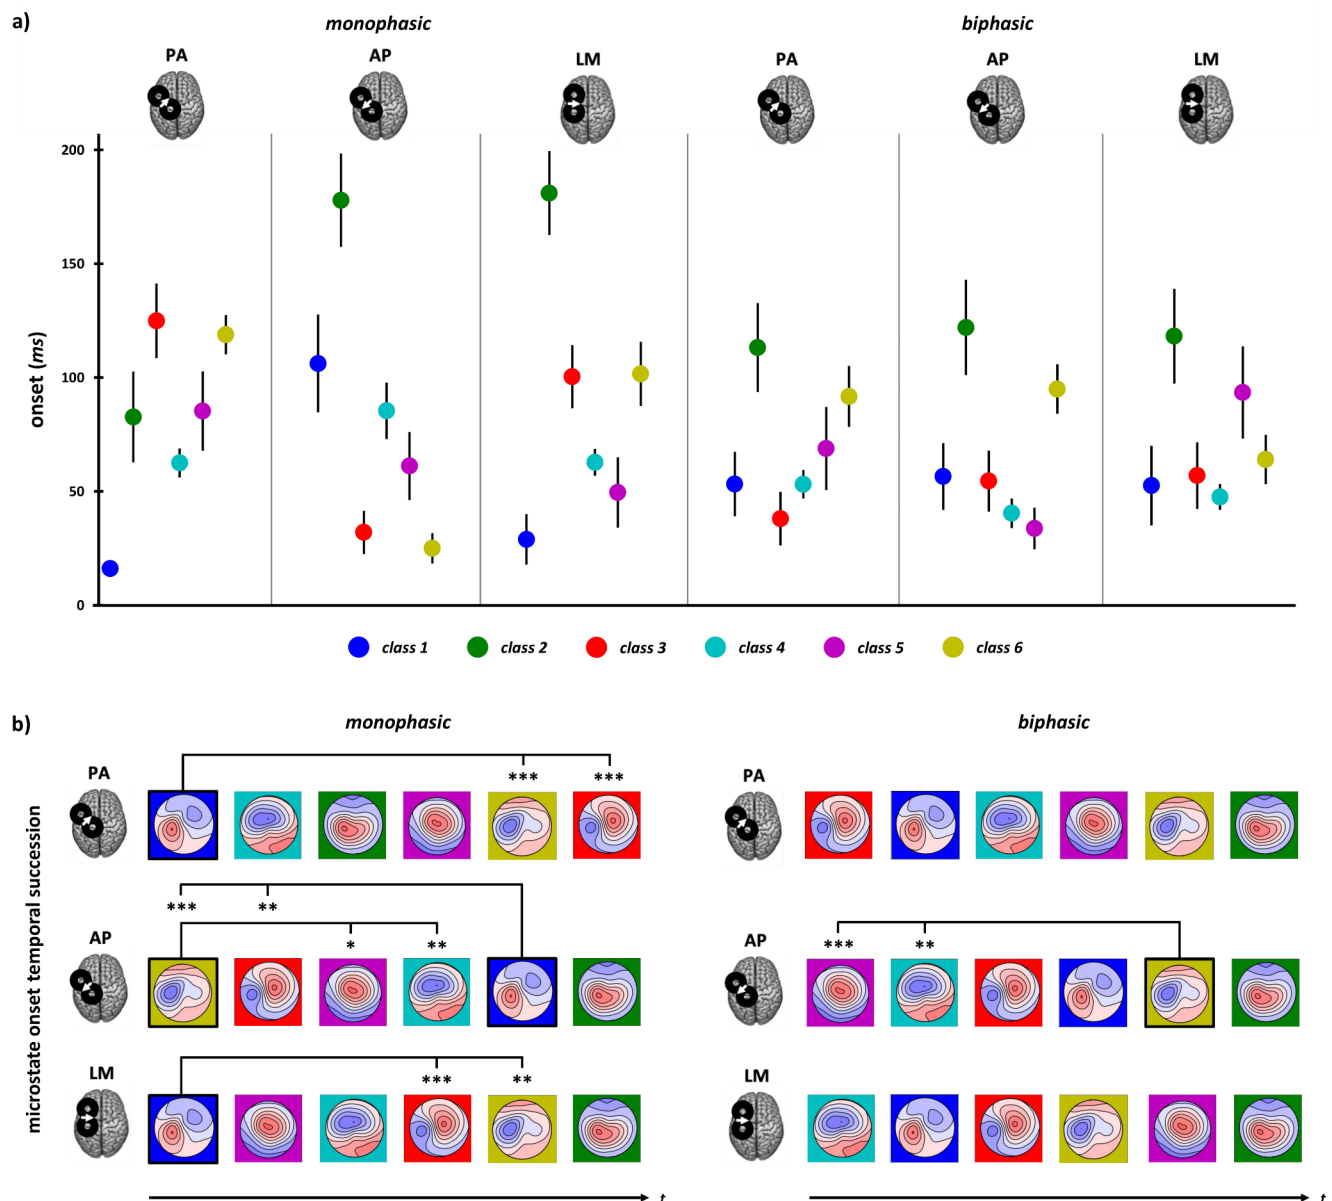 a)
monophasic biphasic
PA AP LM PA AP LM
200
150
100
50
0
onset (ms)
class 1 class 2 class 3 class 4 class 5 class 6
b)
monophasic biphasic
microstate onset temporal succession
PA PA
*** ***
*** **
AP AP
* ** *** **
LM LM
*** **
t t